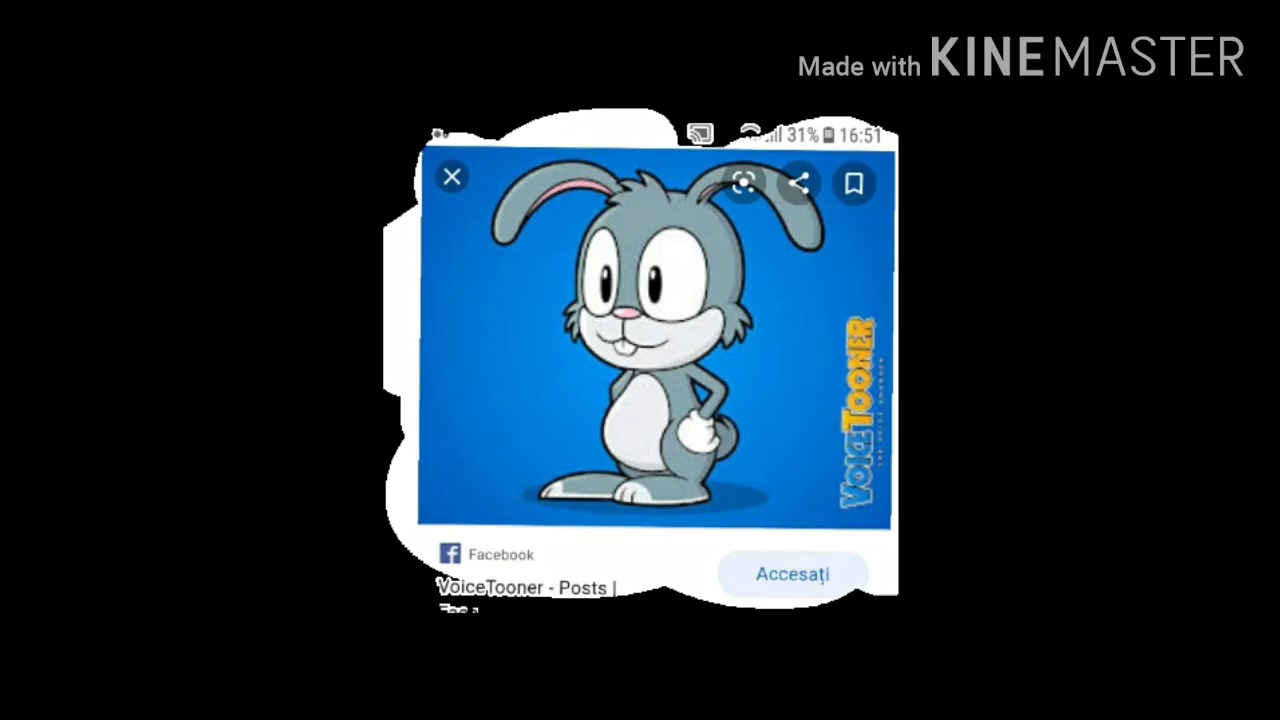 Made with KINEMASTER
31% 16:51
VOICETOONER
Facebook
Accesați
VoiceTooner - Posts |